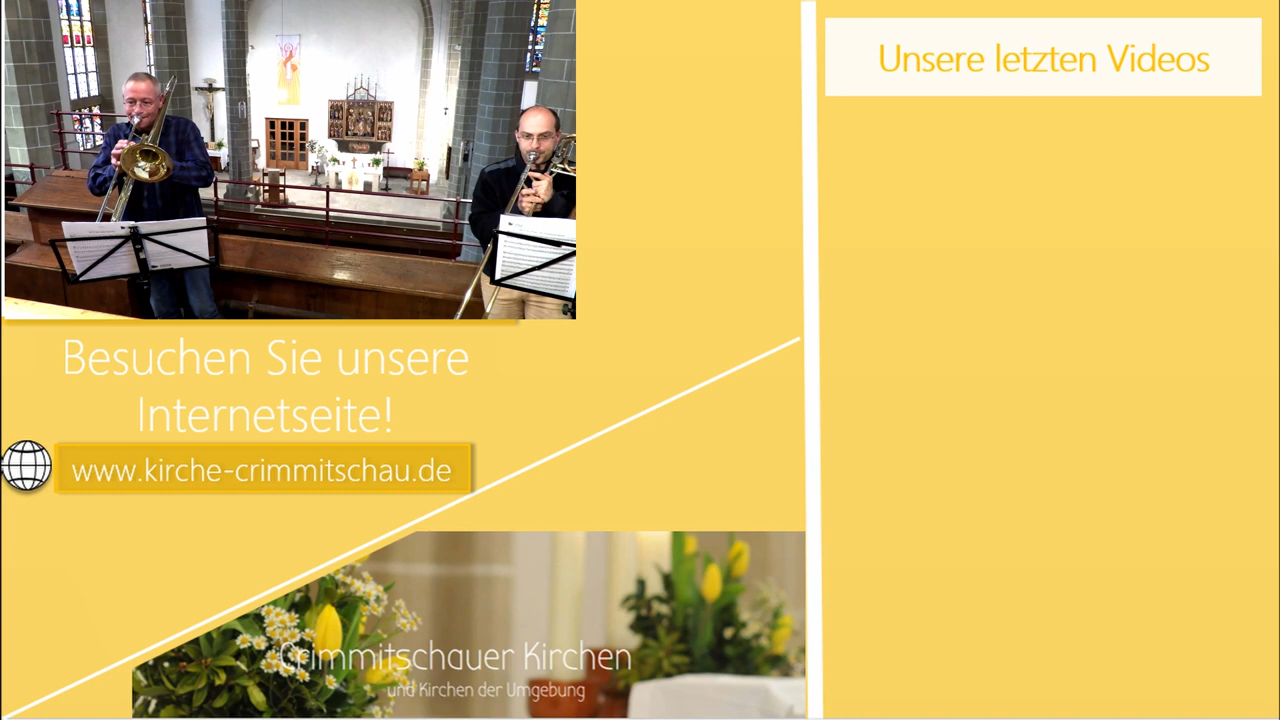 Unsere letzten Videos
Besuchen Sie unsere
Internetseite!
www.kirche-crimmitschau.de
Crimmitschauer Kirchen
und Kirchen der Umgebung